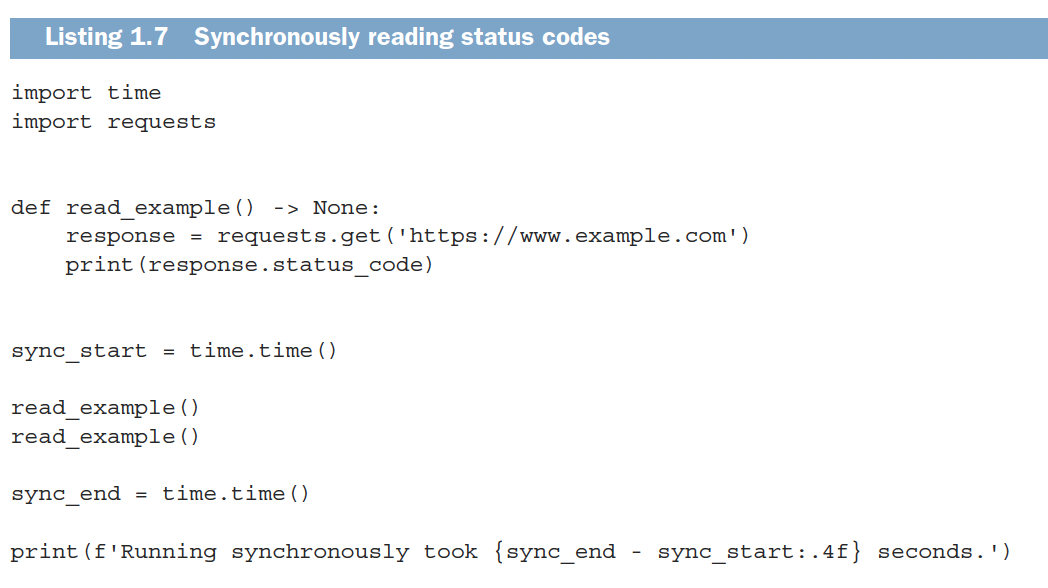 Listing 1.7 Synchronously reading status codes
import time
import requests
def read_example() -> None:
    response = requests.get('https://www.example.com')
    print(response.status_code)
sync_start = time.time()
read_example()
read_example()
sync_end = time.time()
print(f'Running synchronously took {sync_end - sync_start:.4f} seconds.')